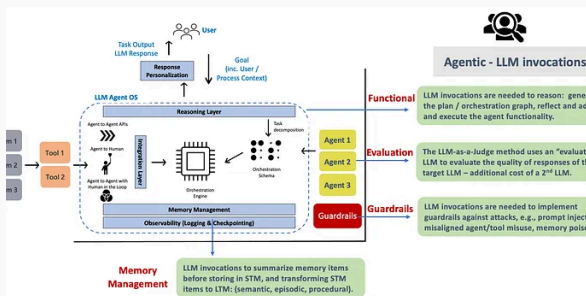 User
Task Output
LLM Response
Goal
(inc. User /
Process Context)
Response
Personalization
LLM Agent OS
Reasoning Layer
Task
decomposition
Agent to Agent APIs
Agent to Human
Agent to Agent with
Human in the Loop
Integration Layer
Orchestration
Engine
Orchestration
Schema
Memory Management
Observability (Logging & Checkpointing)
2
3
Tool 1
Tool 2
Agent 1
Agent 2
Agent 3
Guardrails
Agentic - LLM invocations
Functional
LLM invocations are needed to reason: gene
the plan / orchestration graph, reflect and a
and execute the agent functionality.
Evaluation
The LLM-as-a-Judge method uses an "evaluat
LLM to evaluate the quality of responses of th
target LLM – additional cost of a 2nd LLM.
Guardrails
LLM invocations are needed to implement
guardrails against attacks, e.g., prompt inject
misaligned agent/tool misuse, memory poiso
Memory
Management
LLM invocations to summarize memory items
before storing in STM, and transforming STM
items to LTM: (semantic, episodic, procedural).